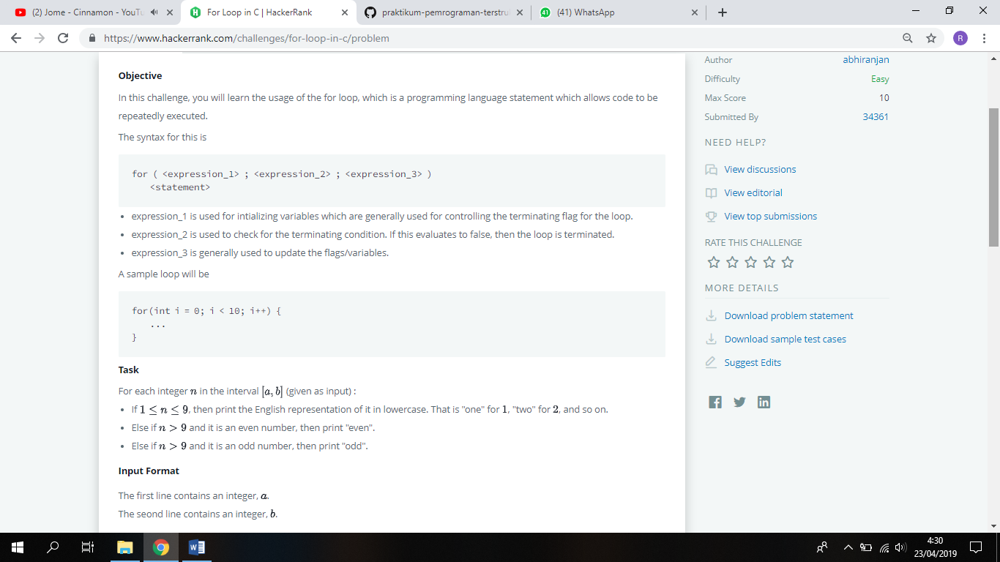 (2) Jome - Cinnamon - YouTu
For Loop in C | HackerRank
praktikum-pemrograman-terstru
41
(41) WhatsApp
https://www.hackerrank.com/challenges/for-loop-in-c/problem
R
Objective
In this challenge, you will learn the usage of the for loop, which is a programming language statement which allows code to be
repeatedly executed.
The syntax for this is
for ( <expression_1> ; <expression_2> ; <expression_3> )
<statement>
• expression_1 is used for intializing variables which are generally used for controlling the terminating flag for the loop.
• expression_2 is used to check for the terminating condition. If this evaluates to false, then the loop is terminated.
• expression_3 is generally used to update the flags/variables.
A sample loop will be
for(int i = 0; i < 10; i++) {
...
}
Task
For each integer n in the interval [a, b] (given as input) :
• If 1 ≤ n ≤ 9, then print the English representation of it in lowercase. That is "one" for 1, "two" for 2, and so on.
• Else if n > 9 and it is an even number, then print "even".
• Else if n > 9 and it is an odd number, then print "odd".
Input Format
The first line contains an integer, a.
The seond line contains an integer, b.
Author abhiranjan
Difficulty Easy
Max Score 10
Submitted By 34361
NEED HELP?
View discussions
View editorial
View top submissions
RATE THIS CHALLENGE
MORE DETAILS
Download problem statement
Download sample test cases
Suggest Edits
4:30
23/04/2019